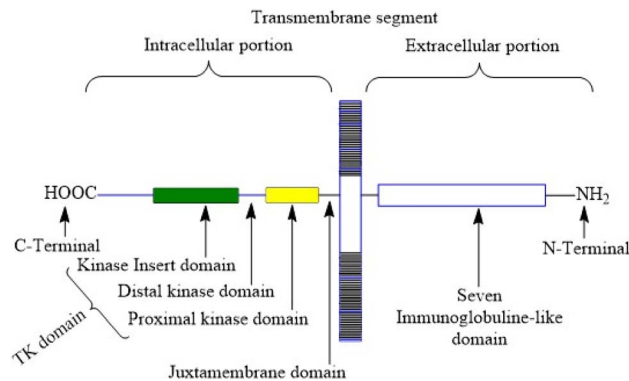 Transmembrane segment
Intracellular portion
Extracellular portion
HOOC
NH2
C-Terminal
N-Terminal
Kinase Insert domain
Distal kinase domain
Proximal kinase domain
TK domain
Seven
Immunoglobuline-like
domain
Juxtamembrane domain